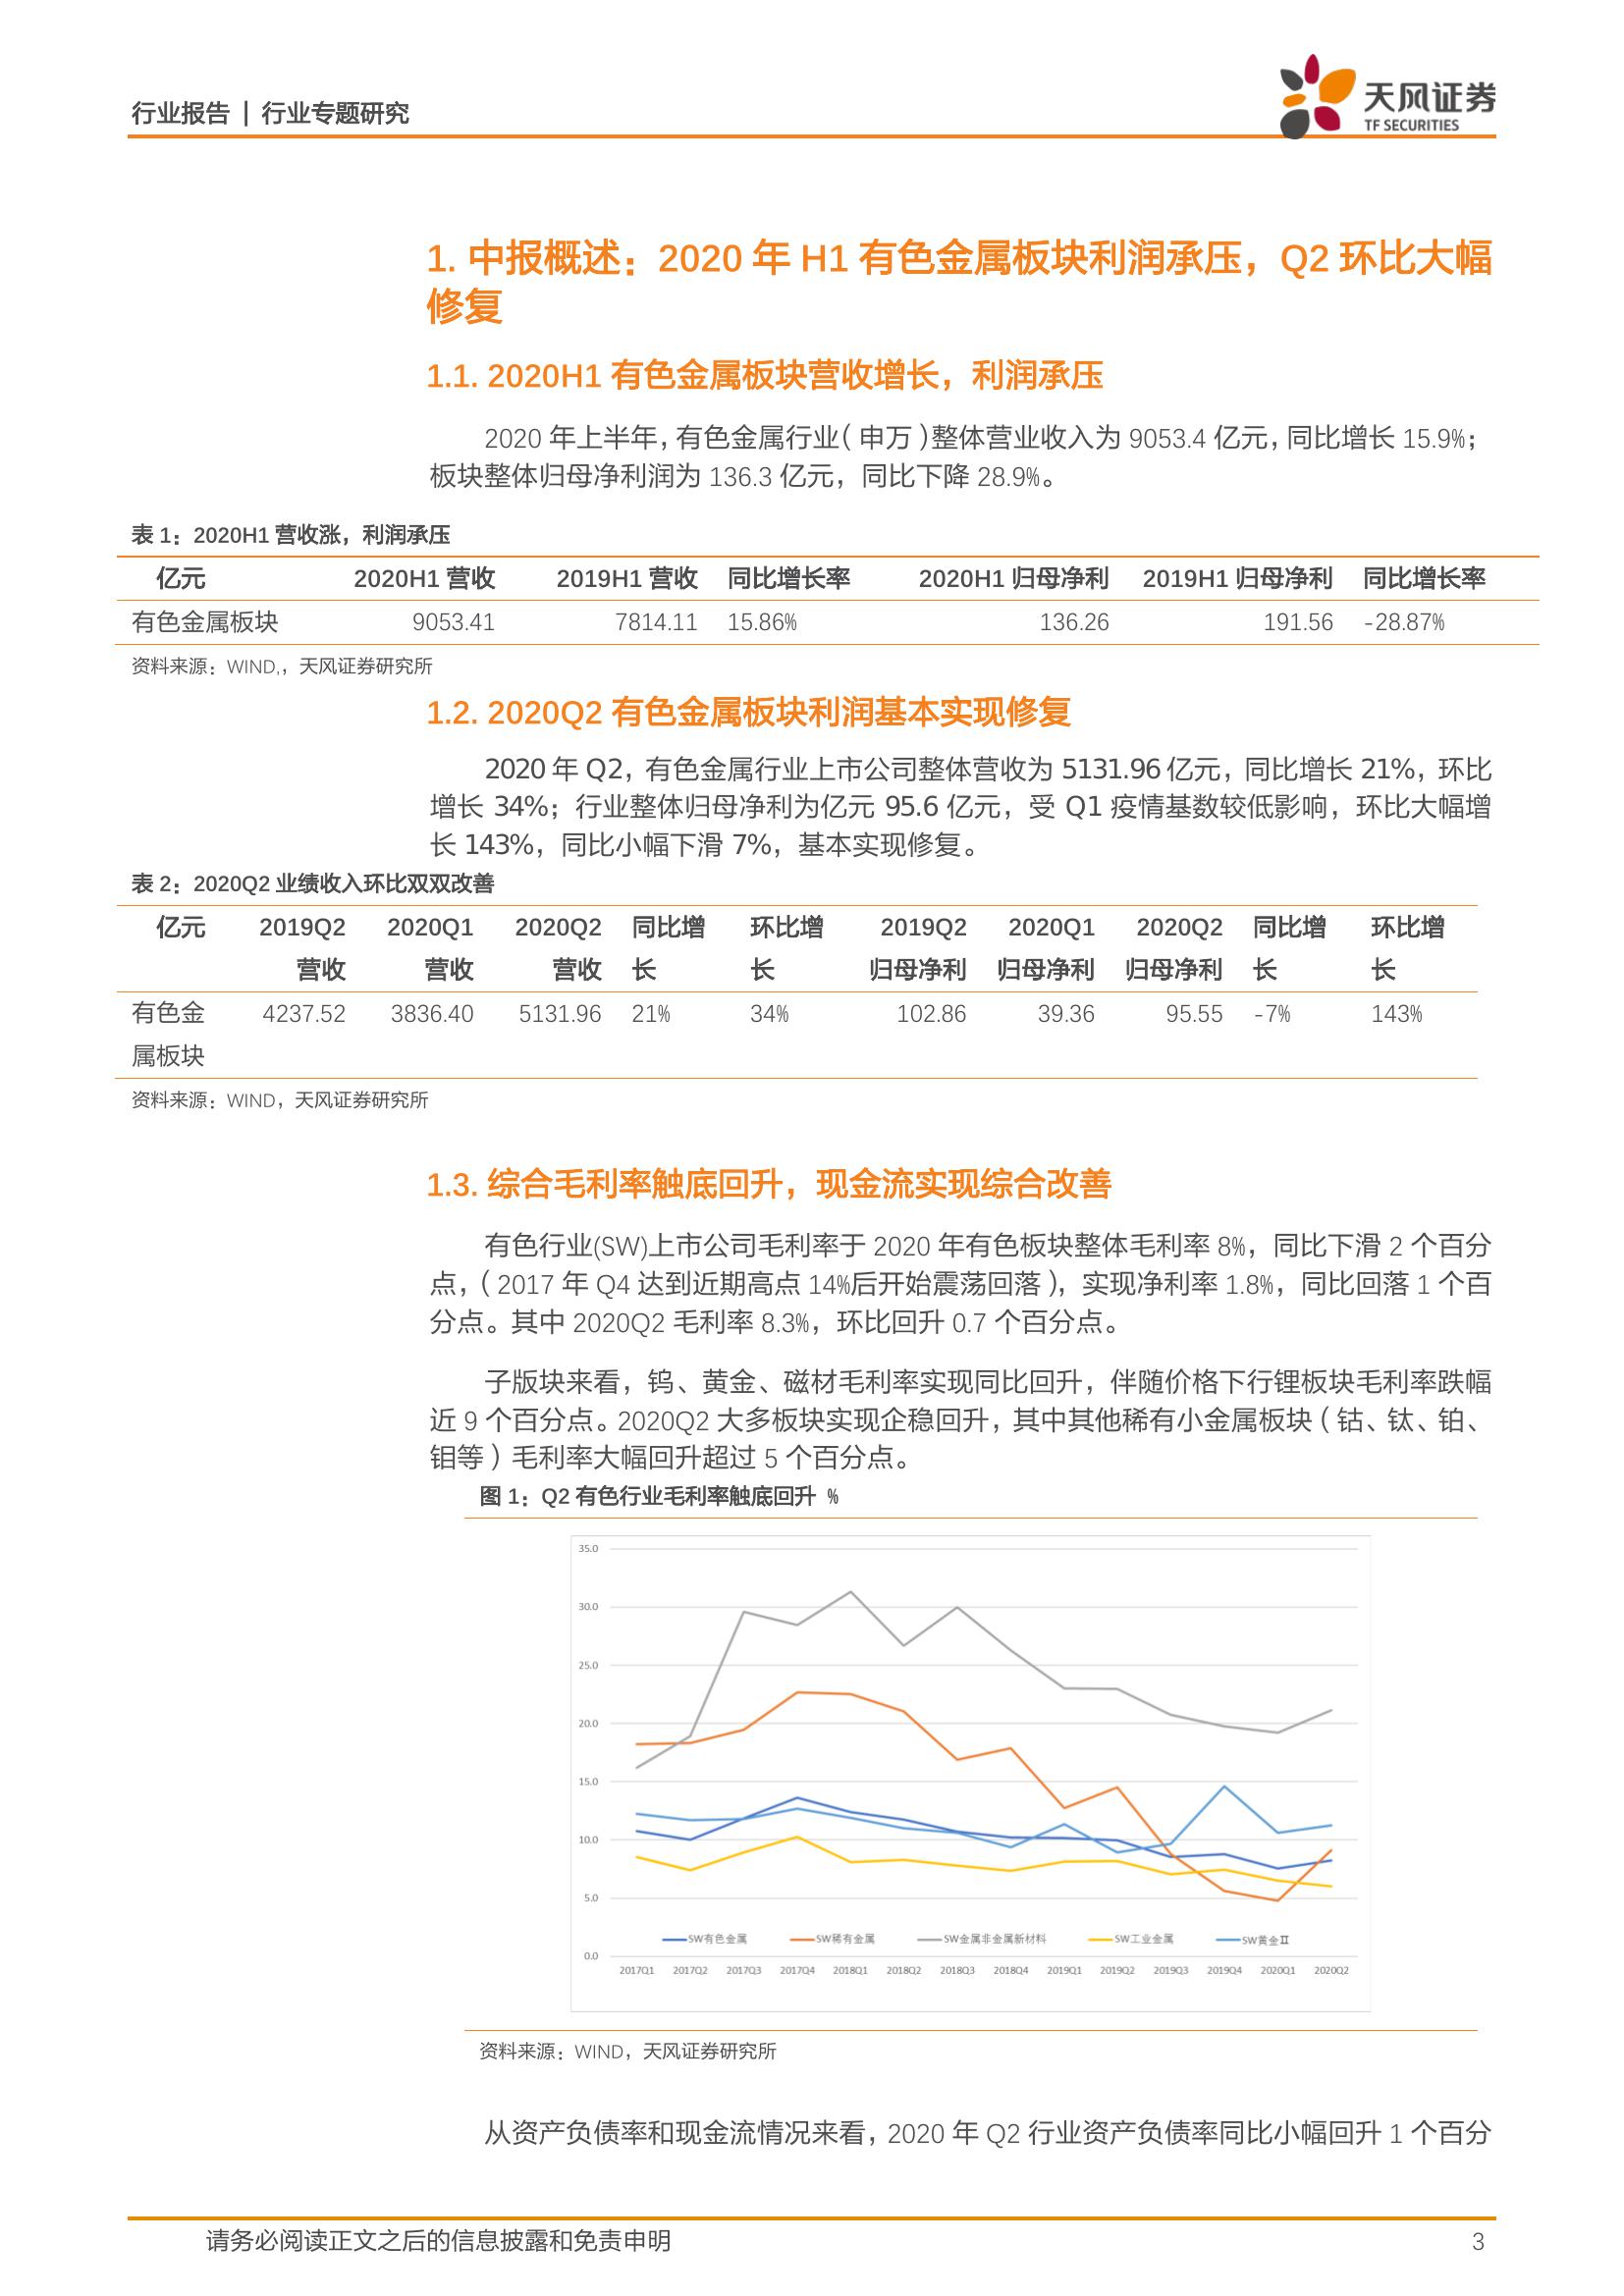 行业报告 | 行业专题研究
天风证券
TF SECURITIES
1. 中报概述：2020 年 H1 有色金属板块利润承压，Q2 环比大幅
修复
1.1. 2020H1 有色金属板块营收增长，利润承压
2020 年上半年，有色金属行业（申万）整体营业收入为 9053.4 亿元，同比增长 15.9%；
板块整体归母净利润为 136.3 亿元，同比下降 28.9%。
表 1：2020H1 营收涨，利润承压
亿元 2020H1 营收 2019H1 营收 同比增长率 2020H1 归母净利 2019H1 归母净利 同比增长率
有色金属板块 9053.41 7814.11 15.86% 136.26 191.56 -28.87%
资料来源：WIND,，天风证券研究所
1.2. 2020Q2 有色金属板块利润基本实现修复
2020 年 Q2，有色金属行业上市公司整体营收为 5131.96 亿元，同比增长 21%，环比
增长 34%；行业整体归母净利为亿元 95.6 亿元，受 Q1 疫情基数较低影响，环比大幅增
长 143%，同比小幅下滑 7%，基本实现修复。
表 2：2020Q2 业绩收入环比双双改善
亿元 2019Q2 2020Q1 2020Q2 同比增 环比增 2019Q2 2020Q1 2020Q2 同比增 环比增
营收 营收 营收 长 长 归母净利 归母净利 归母净利 长 长
有色金 4237.52 3836.40 5131.96 21% 34% 102.86 39.36 95.55 -7% 143%
属板块
资料来源：WIND，天风证券研究所
1.3. 综合毛利率触底回升，现金流实现综合改善
有色行业(SW)上市公司毛利率于 2020 年有色板块整体毛利率 8%，同比下滑 2 个百分
点，（2017 年 Q4 达到近期高点 14%后开始震荡回落），实现净利率 1.8%，同比回落 1 个百
分点。其中 2020Q2 毛利率 8.3%，环比回升 0.7 个百分点。
子版块来看，钨、黄金、磁材毛利率实现同比回升，伴随价格下行锂板块毛利率跌幅
近 9 个百分点。2020Q2 大多板块实现企稳回升，其中其他稀有小金属板块（钴、钛、铂、
钼等）毛利率大幅回升超过 5 个百分点。
图 1：Q2 有色行业毛利率触底回升 %
35.0
30.0
25.0
20.0
15.0
10.0
5.0
SW有色金属 SW稀有金属 SW金属非金属新材料 SW工业金属 SW黄金Ⅱ
0.0
2017Q1 2017Q2 2017Q3 2017Q4 2018Q1 2018Q2 2018Q3 2018Q4 2019Q1 2019Q2 2019Q3 2019Q4 2020Q1 2020Q2
资料来源：WIND，天风证券研究所
从资产负债率和现金流情况来看，2020 年 Q2 行业资产负债率同比小幅回升 1 个百分
请务必阅读正文之后的信息披露和免责申明 3